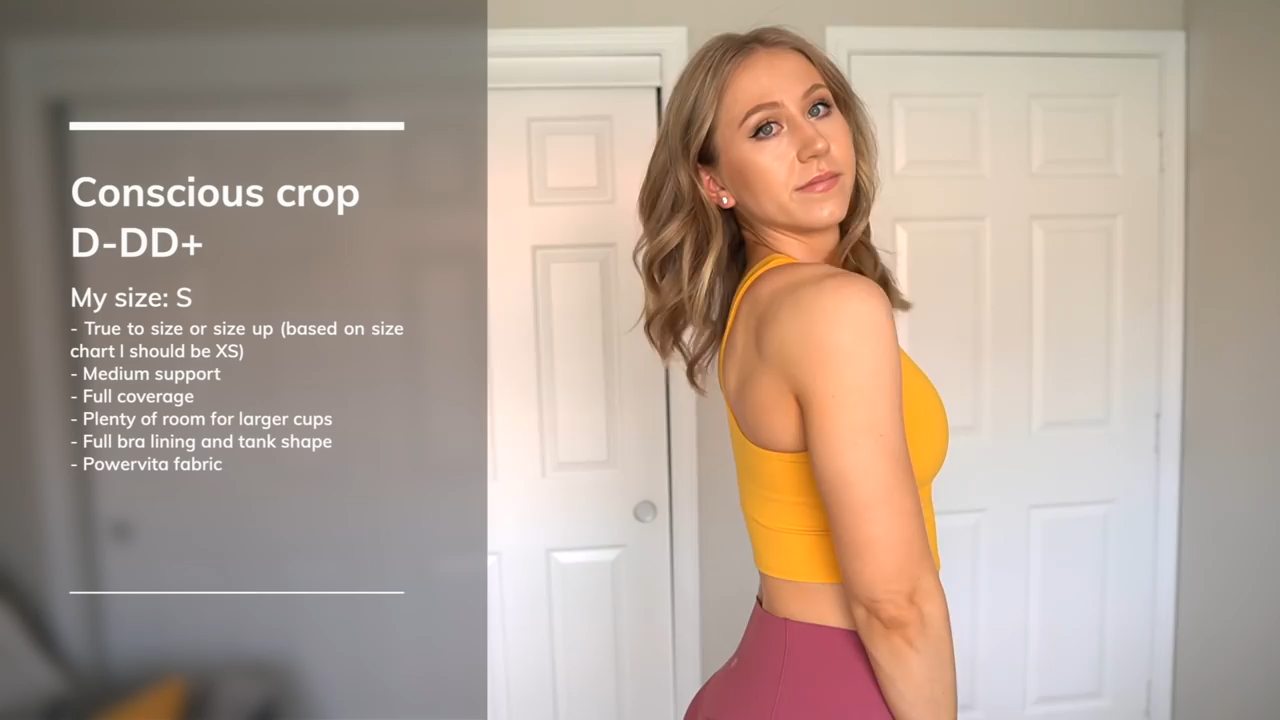 Conscious crop
D-DD+
My size: S
- True to size or size up (based on size
chart I should be XS)
- Medium support
- Full coverage
- Plenty of room for larger cups
- Full bra lining and tank shape
- Powervita fabric